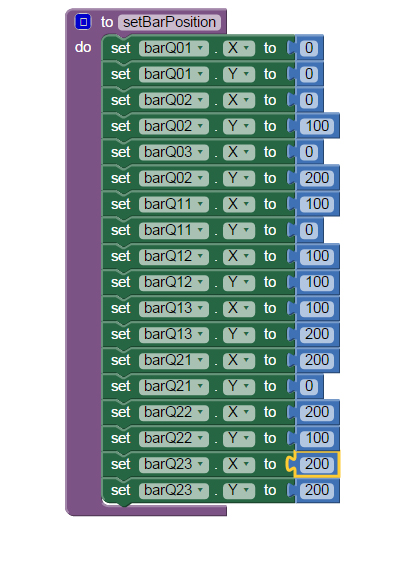 to setBarPosition
do set barQ01 . X to 0
set barQ01 . Y to 0
set barQ02 . X to 0
set barQ02 . Y to 100
set barQ03 . X to 0
set barQ02 . Y to 200
set barQ11 . X to 100
set barQ11 . Y to 0
set barQ12 . X to 100
set barQ12 . Y to 100
set barQ13 . X to 100
set barQ13 . Y to 200
set barQ21 . X to 200
set barQ21 . Y to 0
set barQ22 . X to 200
set barQ22 . Y to 100
set barQ23 . X to 200
set barQ23 . Y to 200